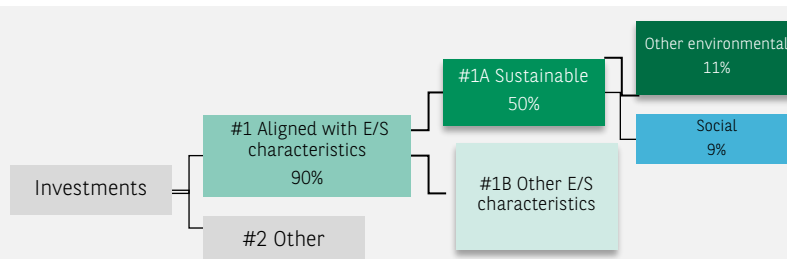 Investments
#1 Aligned with E/S
characteristics
90%
#2 Other
#1A Sustainable
50%
#1B Other E/S
characteristics
Other environmental
11%
Social
9%